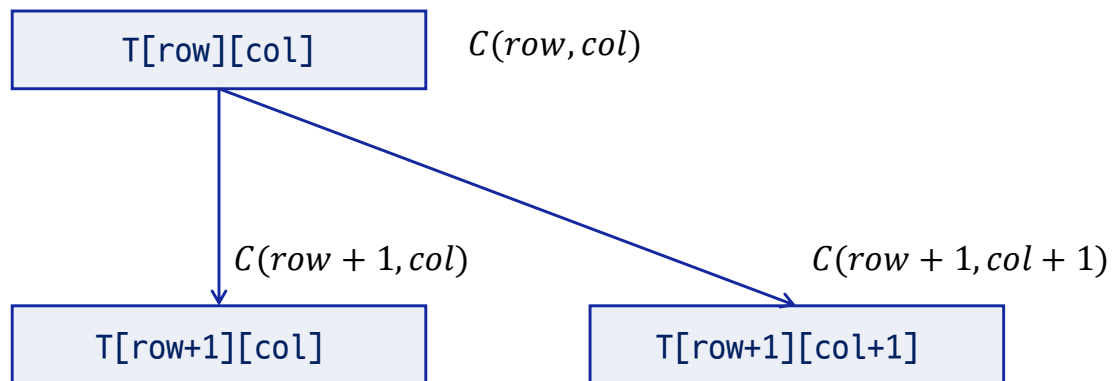 T[row][col]
C(row, col)
C(row + 1, col)
C(row + 1, col + 1)
T[row+1][col]
T[row+1][col+1]